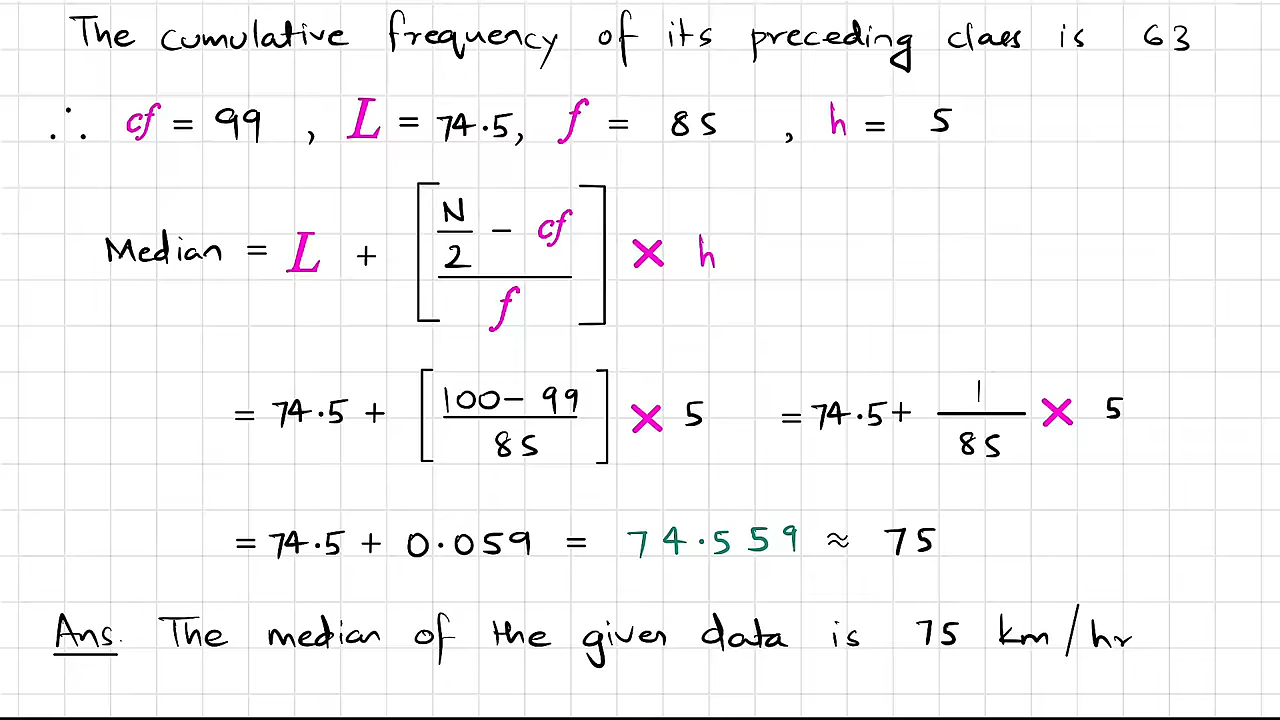 The cumulative frequency of its preceding class is 63
∴ cf = 99 , L = 74.5, f = 85 , h = 5
Median = L + [(N/2 - cf)/f] × h
= 74.5 + [(100 - 99)/85] × 5 = 74.5 + 1/85 × 5
= 74.5 + 0.059 = 74.559 ≈ 75
Ans. The median of the given data is 75 km/hr